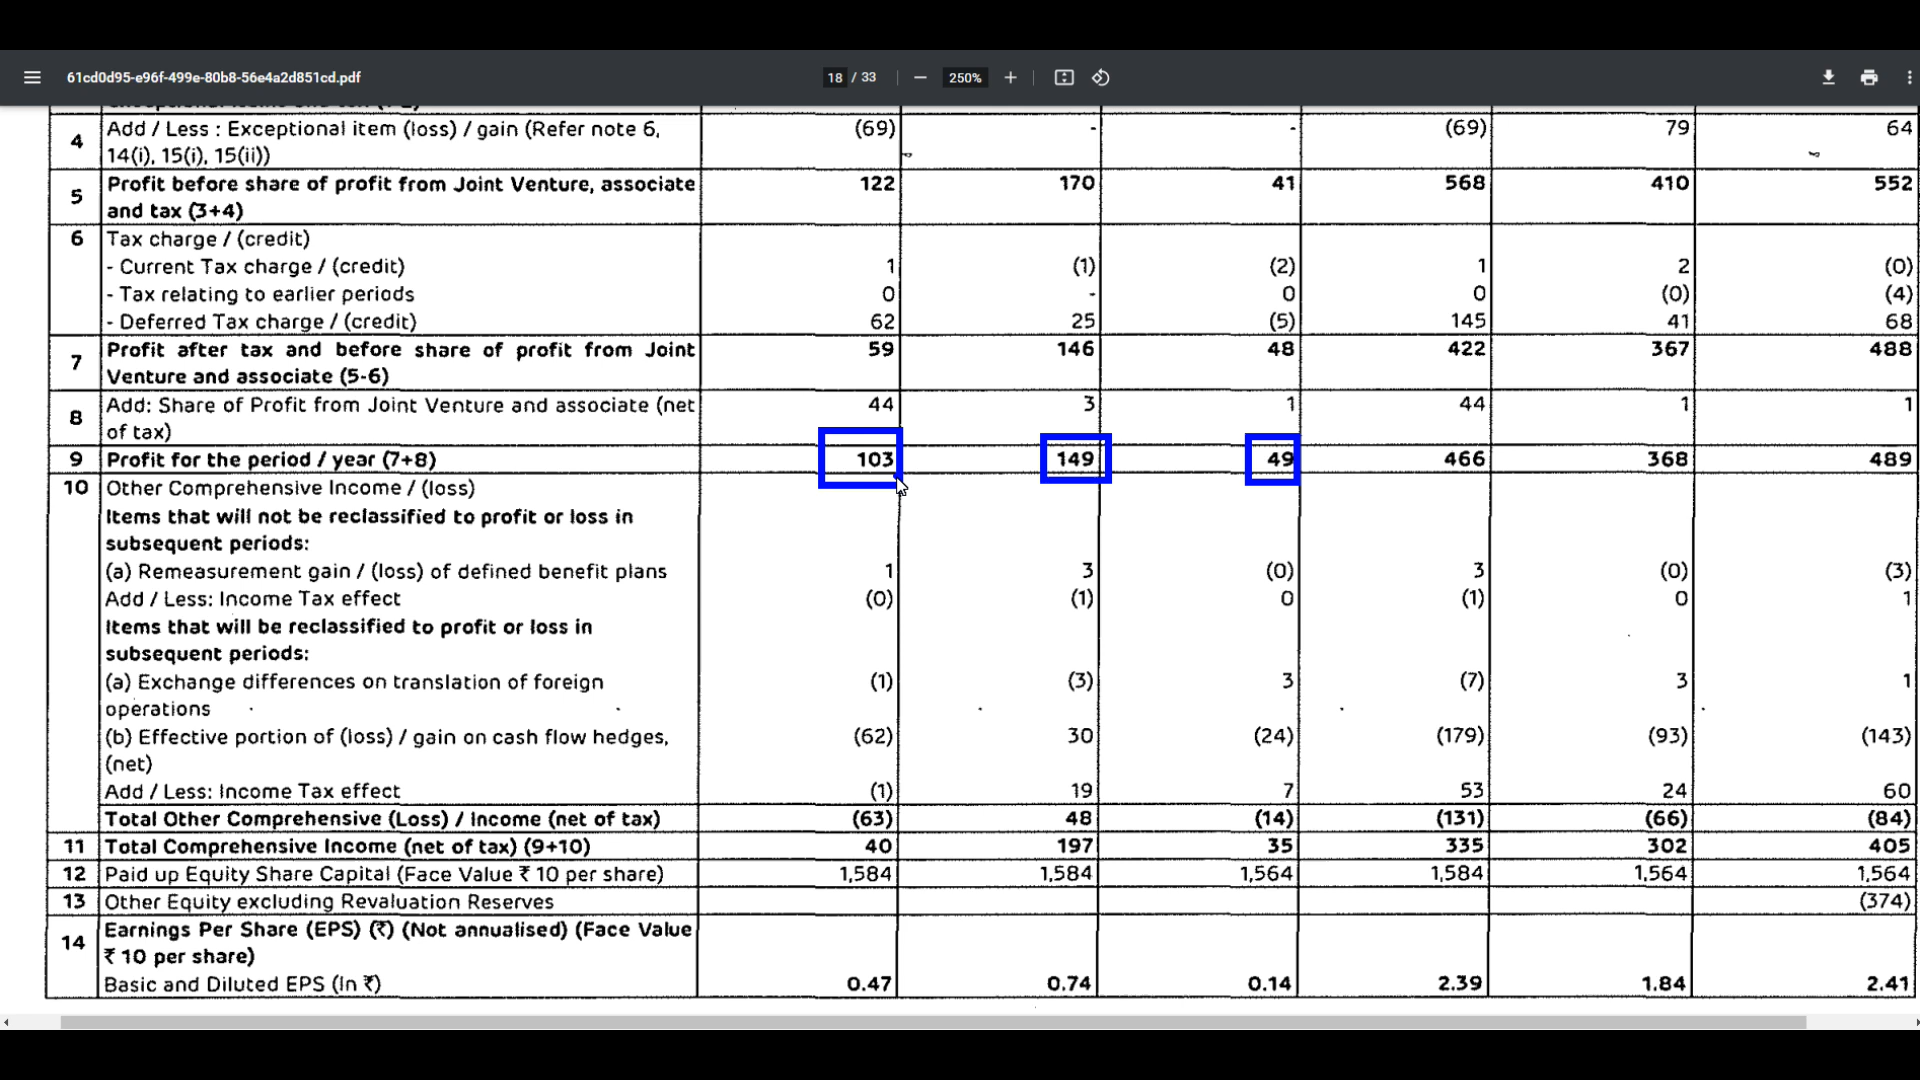 61cd0d95-e96f-499e-80b8-56e4a2d851cd.pdf 18 / 33 250%
4 Add / Less : Exceptional item (loss) / gain (Refer note 6, (69) - - (69) 79 64
14(i), 15(i), 15(ii))
5 Profit before share of profit from Joint Venture, associate 122 170 41 568 410 552
and tax (3+4)
6 Tax charge / (credit)
- Current Tax charge / (credit) 1 (1) (2) 1 2 (0)
- Tax relating to earlier periods 0 - 0 0 (0) (4)
- Deferred Tax charge / (credit) 62 25 (5) 145 41 68
7 Profit after tax and before share of profit from Joint 59 146 48 422 367 488
Venture and associate (5-6)
8 Add: Share of Profit from Joint Venture and associate (net 44 3 1 44 1 1
of tax)
9 Profit for the period / year (7+8) 103 149 49 466 368 489
10 Other Comprehensive Income / (loss)
Items that will not be reclassified to profit or loss in
subsequent periods:
(a) Remeasurement gain / (loss) of defined benefit plans 1 3 (0) 3 (0) (3)
Add / Less: Income Tax effect (0) (1) 0 (1) 0 1
Items that will be reclassified to profit or loss in
subsequent periods:
(a) Exchange differences on translation of foreign (1) (3) 3 (7) 3 1
operations
(b) Effective portion of (loss) / gain on cash flow hedges, (62) 30 (24) (179) (93) (143)
(net)
Add / Less: Income Tax effect (1) 19 7 53 24 60
Total Other Comprehensive (Loss) / Income (net of tax) (63) 48 (14) (131) (66) (84)
11 Total Comprehensive Income (net of tax) (9+10) 40 197 35 335 302 405
12 Paid up Equity Share Capital (Face Value ₹ 10 per share) 1,584 1,584 1,564 1,584 1,564 1,564
13 Other Equity excluding Revaluation Reserves (374)
14 Earnings Per Share (EPS) (₹) (Not annualised) (Face Value
₹ 10 per share)
Basic and Diluted EPS (In ₹) 0.47 0.74 0.14 2.39 1.84 2.41